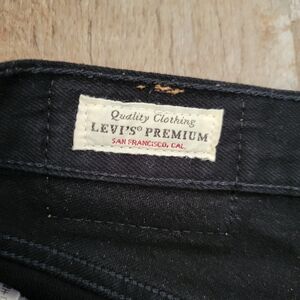 Quality Clothing
LEVI'S® PREMIUM
SAN FRANCISCO, CAL.